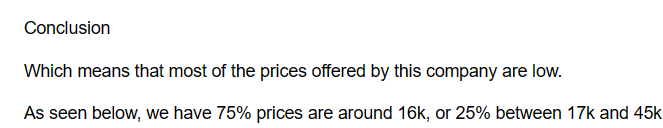 Conclusion
Which means that most of the prices offered by this company are low.
As seen below, we have 75% prices are around 16k, or 25% between 17k and 45k